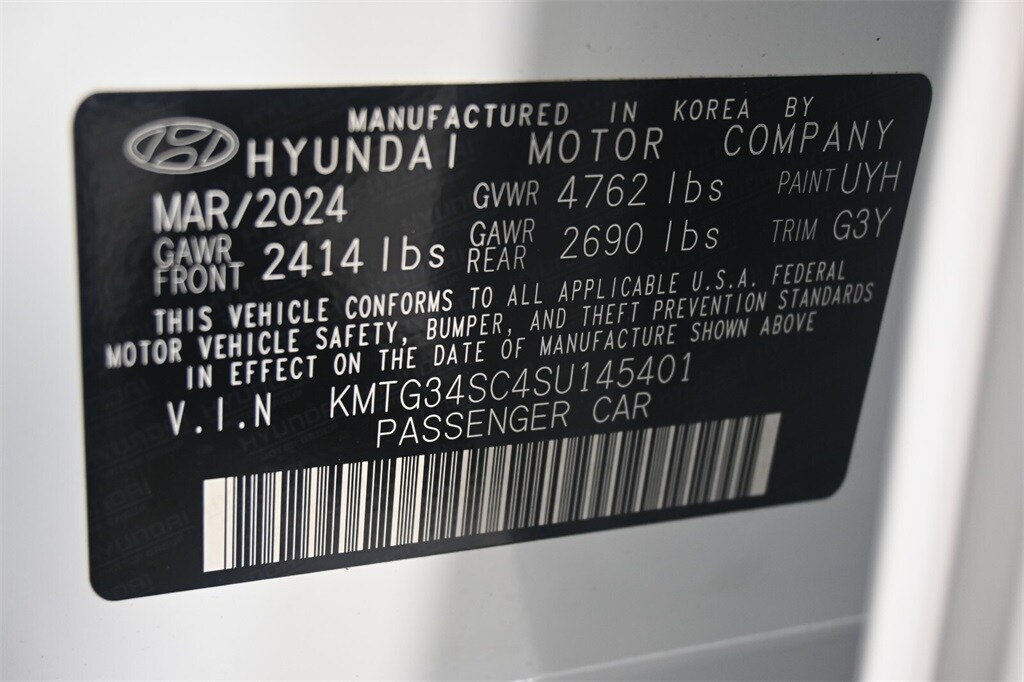 MANUFACTURED IN KOREA BY
HYUNDAI MOTOR COMPANY
MAR/2024 GVWR 4762 lbs PAINT UYH
GAWR FRONT 2414 lbs GAWR REAR 2690 lbs TRIM G3Y
THIS VEHICLE CONFORMS TO ALL APPLICABLE U.S.A. FEDERAL
MOTOR VEHICLE SAFETY, BUMPER, AND THEFT PREVENTION STANDARDS
IN EFFECT ON THE DATE OF MANUFACTURE SHOWN ABOVE
V.I.N KMTG34SC4SU145401
PASSENGER CAR